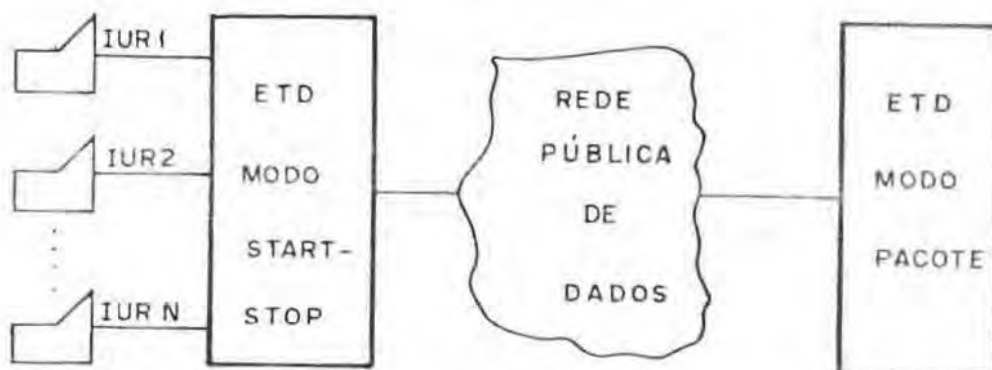 IUR1
IUR2
IUR N
ETD
MODO
START-
STOP
REDE
PÚBLICA
DE
DADOS
ETD
MODO
PACOTE